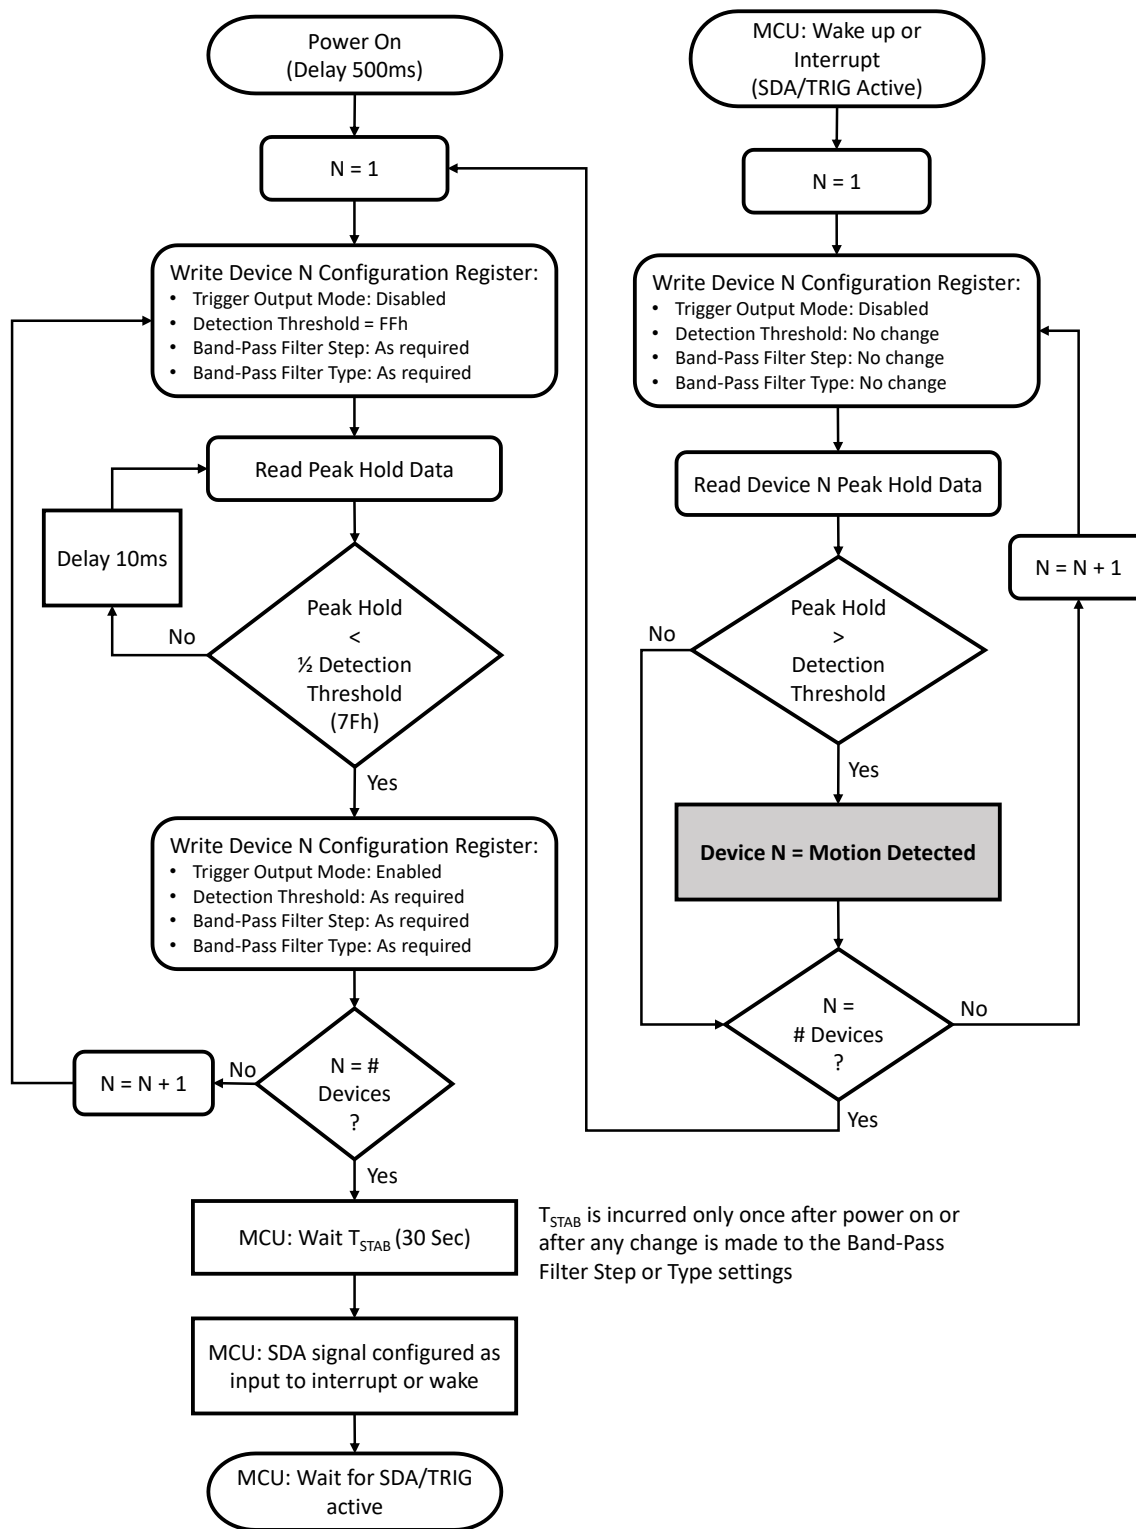 Power On
(Delay 500ms)
N = 1
Write Device N Configuration Register:
• Trigger Output Mode: Disabled
• Detection Threshold = FFh
• Band-Pass Filter Step: As required
• Band-Pass Filter Type: As required
Read Peak Hold Data
Delay 10ms
No
Peak Hold
<
½ Detection
Threshold
(7Fh)
Yes
Write Device N Configuration Register:
• Trigger Output Mode: Enabled
• Detection Threshold: As required
• Band-Pass Filter Step: As required
• Band-Pass Filter Type: As required
N = N + 1
No
N = #
Devices
?
Yes
MCU: Wait TSTAB (30 Sec)
TSTAB is incurred only once after power on or
after any change is made to the Band-Pass
Filter Step or Type settings
MCU: SDA signal configured as
input to interrupt or wake
MCU: Wait for SDA/TRIG
active
MCU: Wake up or
Interrupt
(SDA/TRIG Active)
N = 1
Write Device N Configuration Register:
• Trigger Output Mode: Disabled
• Detection Threshold: No change
• Band-Pass Filter Step: No change
• Band-Pass Filter Type: No change
Read Device N Peak Hold Data
N = N + 1
No
Peak Hold
>
Detection
Threshold
Yes
Device N = Motion Detected
N =
# Devices
?
No
Yes